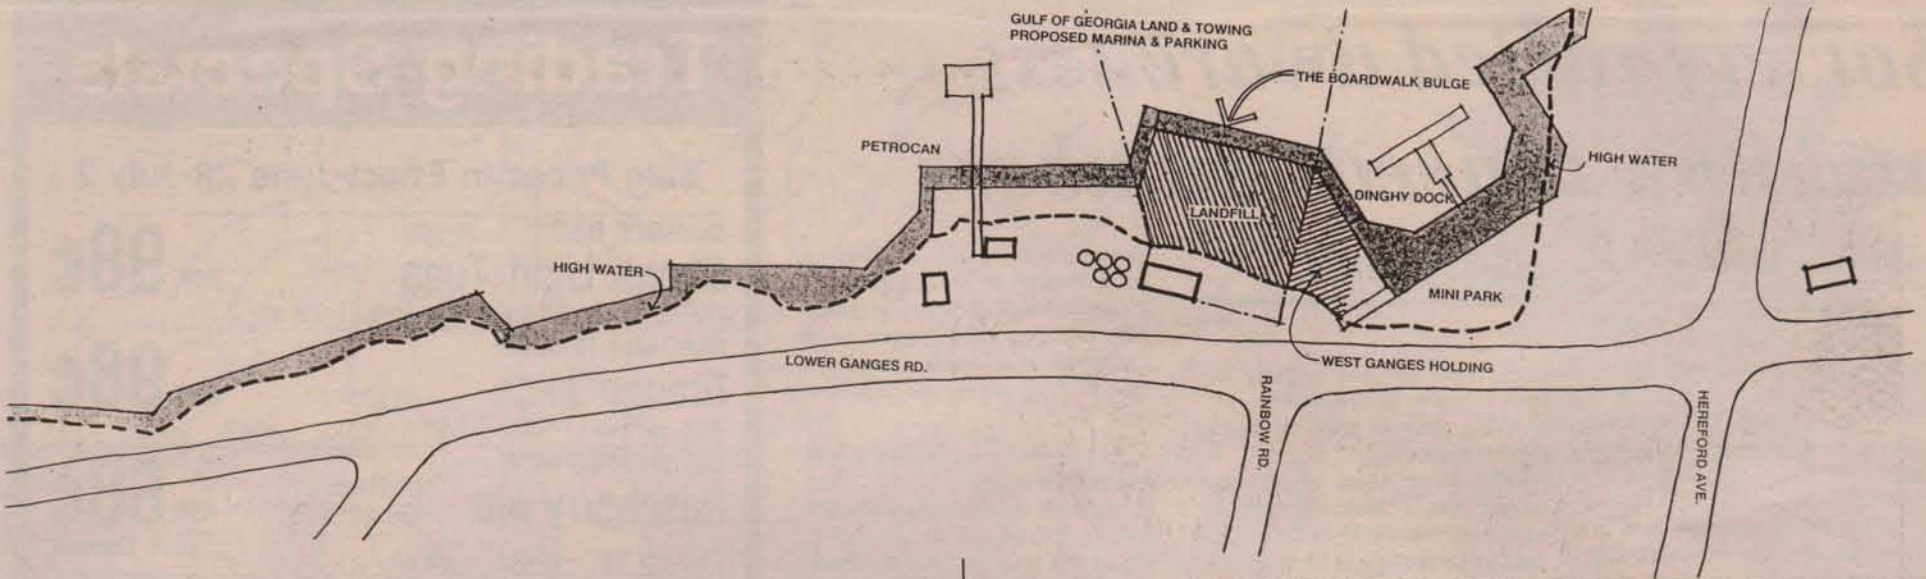 GULF OF GEORGIA LAND & TOWING
PROPOSED MARINA & PARKING
THE BOARDWALK BULGE
PETROCAN
HIGH WATER
DINGHY DOCK
LANDFILL
HIGH WATER
MINI PARK
LOWER GANGES RD.
WEST GANGES HOLDING
RAINBOW RD.
HEREFORD AVE.